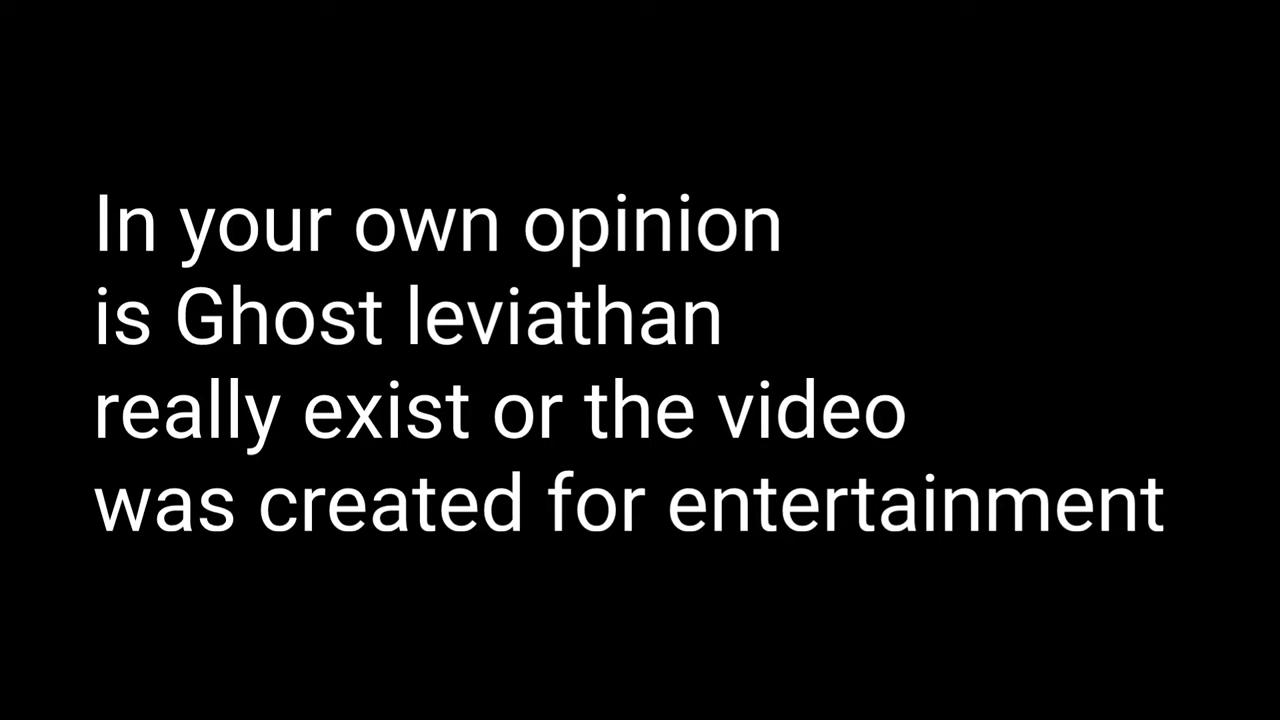 In your own opinion
is Ghost leviathan
really exist or the video
was created for entertainment